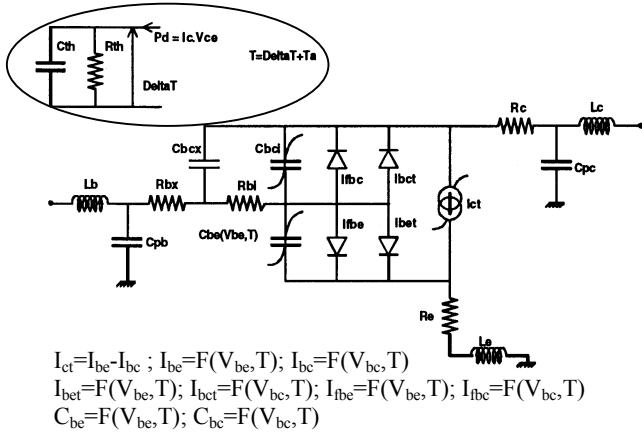 Cth Rth Pd = Ic.Vce
T=DeltaT+Ta
DeltaT
Rc Lc
Cbcx Cbci
Ifbc Ibct
Cpc
Lb Rbx Rbi
Ict
Ifbe Ibet
Cpb Cbe(Vbe,T)
Re
Le
I_ct=I_be-I_bc ; I_be=F(V_be,T); I_bc=F(V_bc,T)
I_bet=F(V_be,T); I_bct=F(V_bc,T); I_fbe=F(V_be,T); I_fbc=F(V_bc,T)
C_be=F(V_be,T); C_bc=F(V_bc,T)